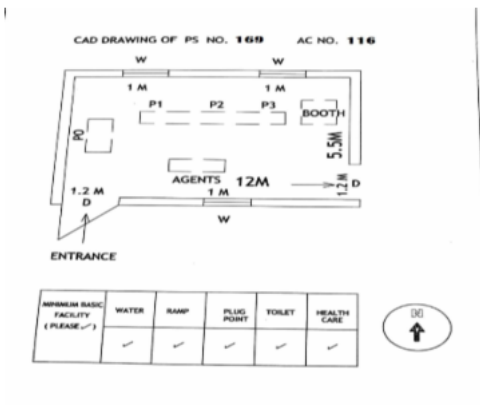 CAD DRAWING OF PS NO. 169 AC NO. 116
W W
1 M 1 M
P1 P2 P3
BOOTH
PO
5.5M
AGENTS 12M
1.2 M
D
1 M
1.2 M D
W
ENTRANCE
MINIMUM BASIC FACILITY (PLEASE ✓) WATER RAMP PLUG POINT TOILET HEALTH CARE
✓ ✓ ✓ ✓ ✓
N